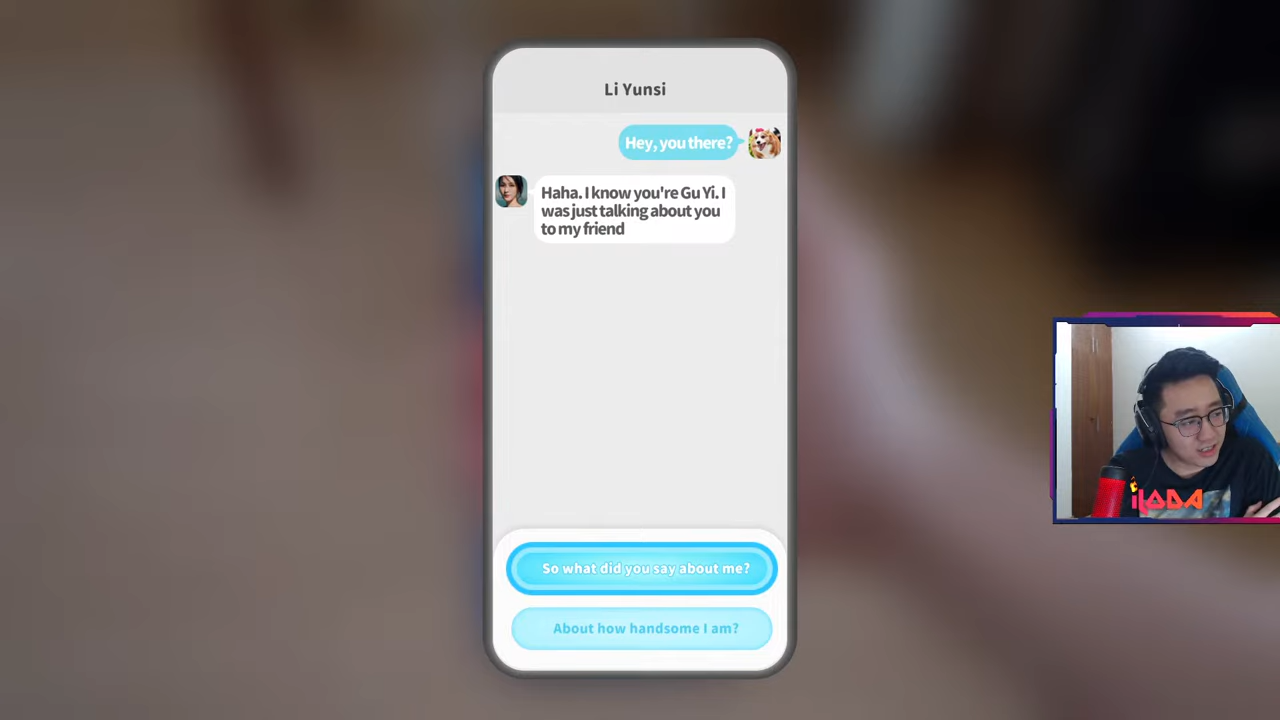 Li Yunsi
Hey, you there?
Haha. I know you're Gu Yi. I
was just talking about you
to my friend
So what did you say about me?
About how handsome I am?